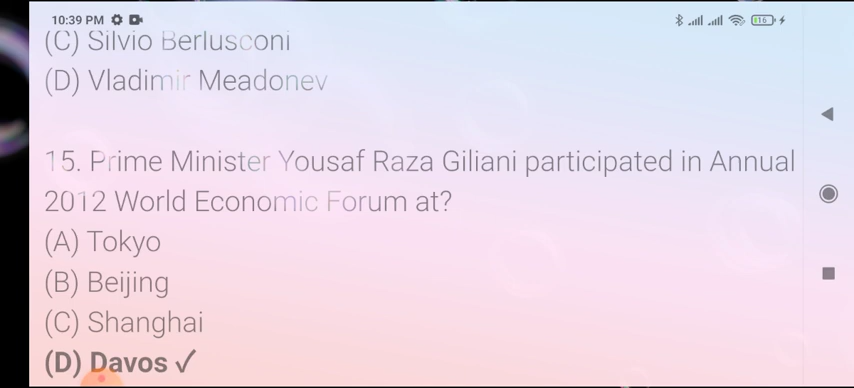 10:39 PM 16
(C) Silvio Berlusconi
(D) Vladimir Meadonev
15. Prime Minister Yousaf Raza Giliani participated in Annual
2012 World Economic Forum at?
(A) Tokyo
(B) Beijing
(C) Shanghai
(D) Davos ✓